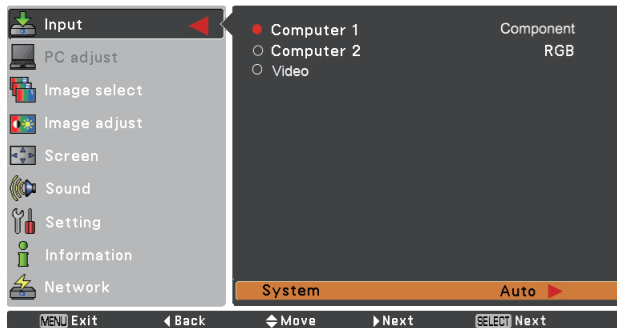 Input
PC adjust
Image select
Image adjust
Screen
Sound
Setting
Information
Network
Computer 1 Component
Computer 2 RGB
Video
System Auto
MENU Exit Back Move Next SELECT Next